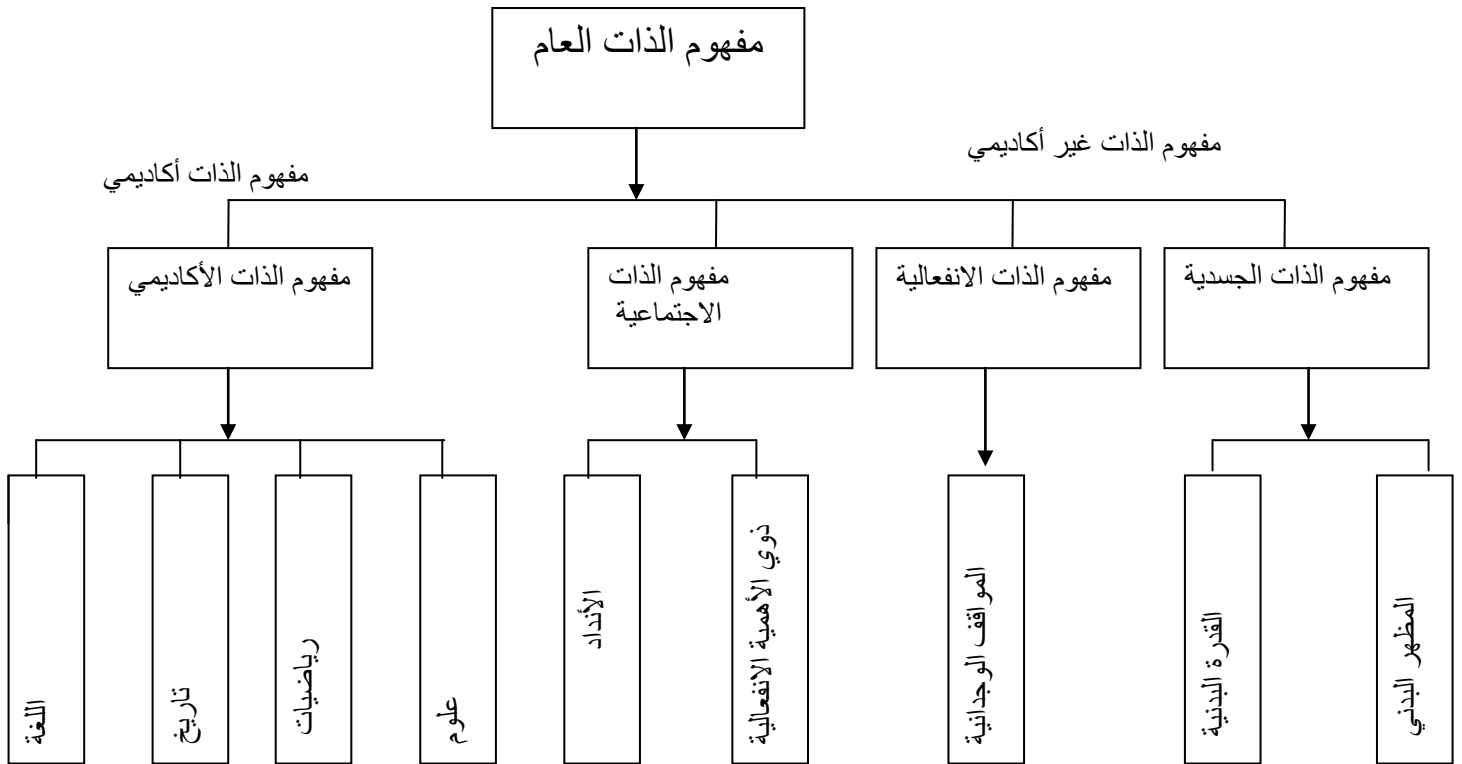 مفهوم الذات العام
مفهوم الذات غير أكاديمي
مفهوم الذات أكاديمي
مفهوم الذات الجسدية
مفهوم الذات الانفعالية
مفهوم الذات
الاجتماعية
مفهوم الذات الأكاديمي
المظهر البدني
القدرة البدنية
المواقف الوجدانية
ذوي الأهمية الانفعالية
الأنداد
علوم
رياضيات
تاريخ
اللغة